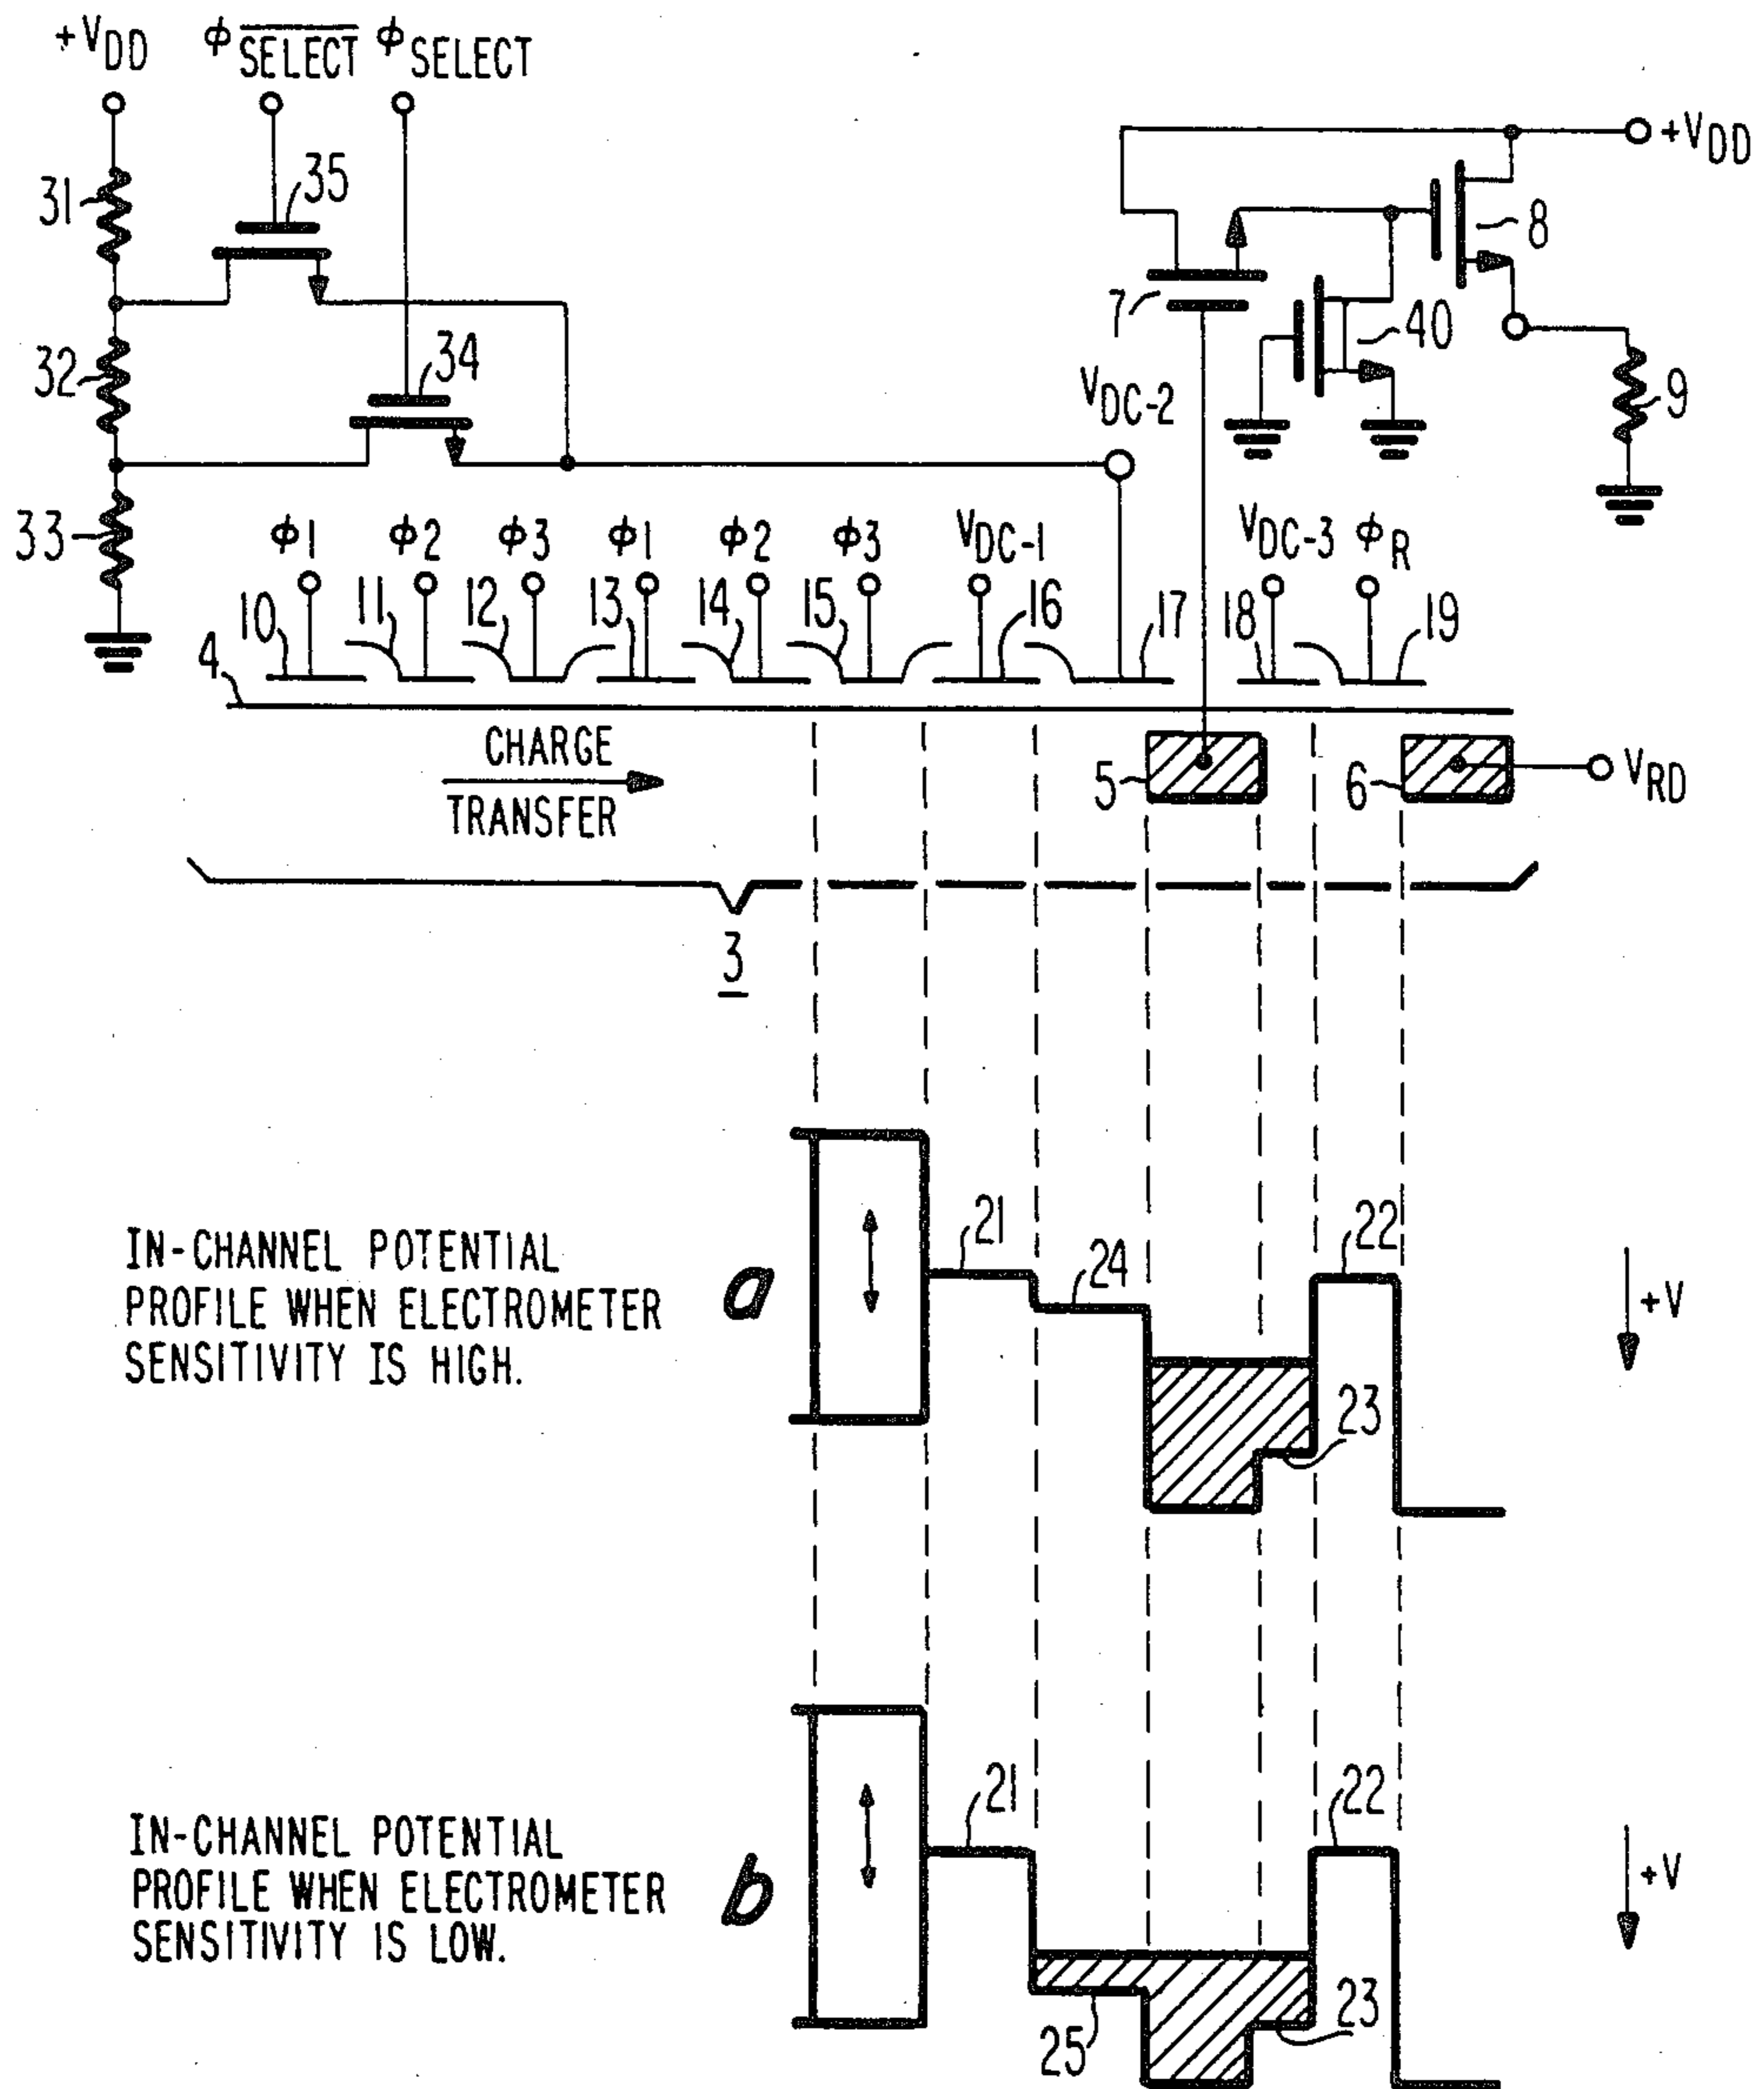 +VDD ϕSELECT̅ ϕSELECT
+VDD
31
35
8
7
40
32
34
VDC-2
9
33
ϕ1 ϕ2 ϕ3 ϕ1 ϕ2 ϕ3 VDC-1 VDC-3 ϕR
10 11 12 13 14 15 16 17 18 19
4
CHARGE
TRANSFER
5
6
VRD
3
21
24
22
IN-CHANNEL POTENTIAL
PROFILE WHEN ELECTROMETER
SENSITIVITY IS HIGH.
a
+V
23
21
22
IN-CHANNEL POTENTIAL
PROFILE WHEN ELECTROMETER
SENSITIVITY IS LOW.
b
+V
25
23